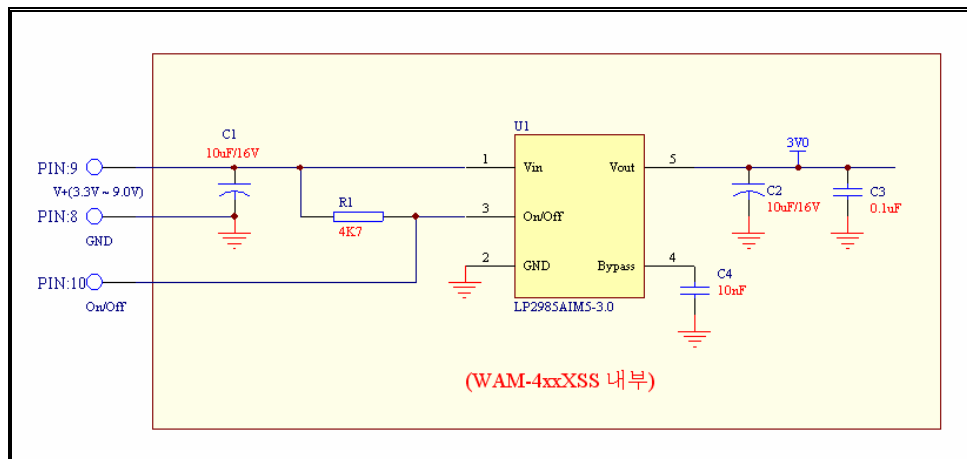 C1
10uF/16V
PIN:9
V+(3.3V ~ 9.0V)
PIN:8
GND
PIN:10
On/Off
R1
4K7
U1
1
Vin
3
On/Off
2
GND
Vout
5
Bypass
4
LP2985AIM5-3.0
3V0
C2
10uF/16V
C3
0.1uF
C4
10nF
(WAM-4xxXSS 내부)